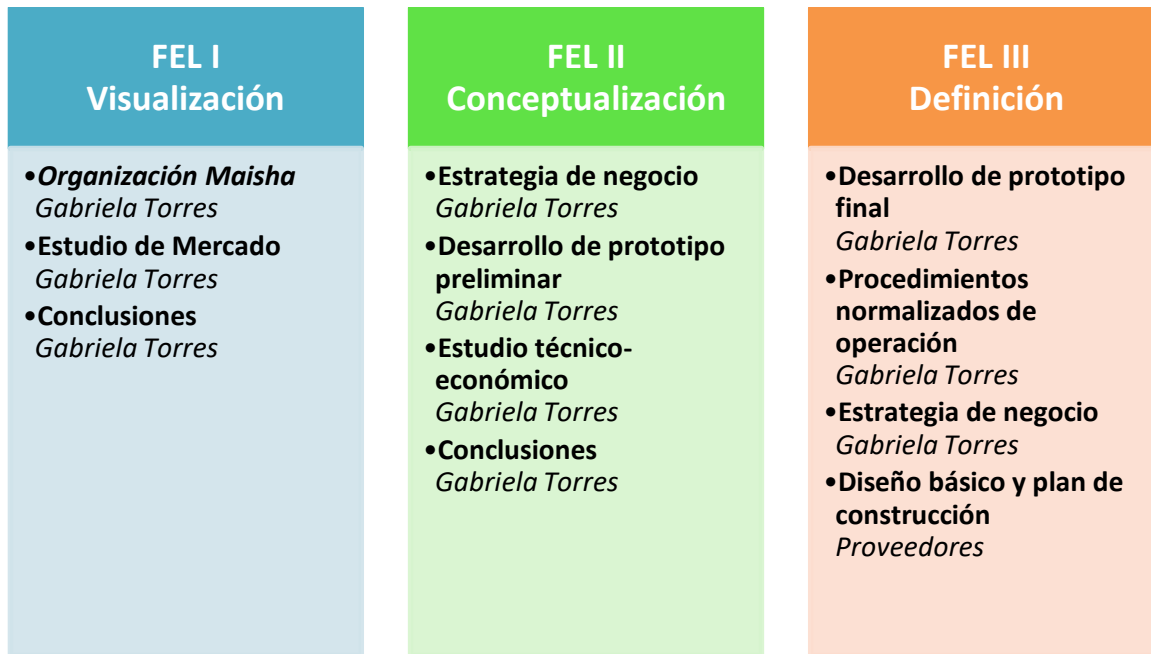 FEL I
Visualización
•Organización Maisha
Gabriela Torres
•Estudio de Mercado
Gabriela Torres
•Conclusiones
Gabriela Torres
FEL II
Conceptualización
•Estrategia de negocio
Gabriela Torres
•Desarrollo de prototipo
preliminar
Gabriela Torres
•Estudio técnico-
económico
Gabriela Torres
•Conclusiones
Gabriela Torres
FEL III
Definición
•Desarrollo de prototipo
final
Gabriela Torres
•Procedimientos
normalizados de
operación
Gabriela Torres
•Estrategia de negocio
Gabriela Torres
•Diseño básico y plan de
construcción
Proveedores